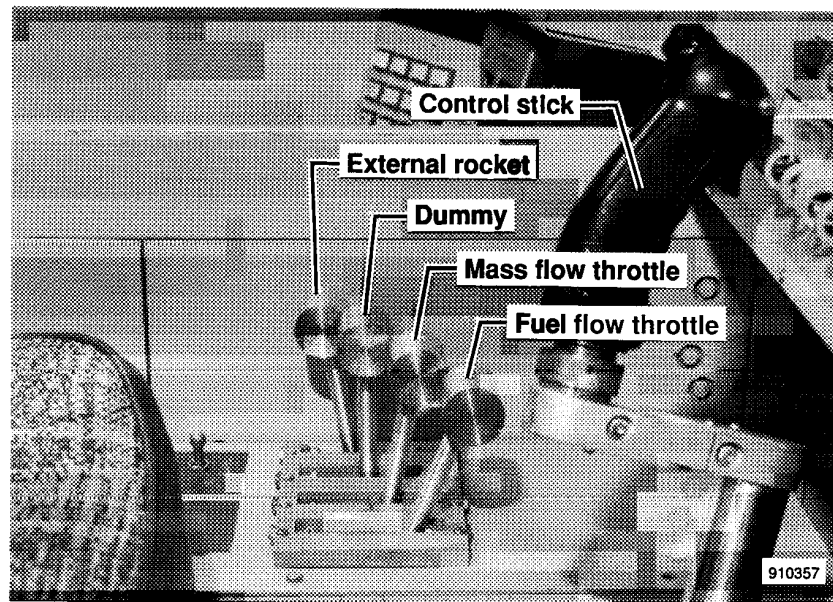 Control stick
External rocket
Dummy
Mass flow throttle
Fuel flow throttle
910357